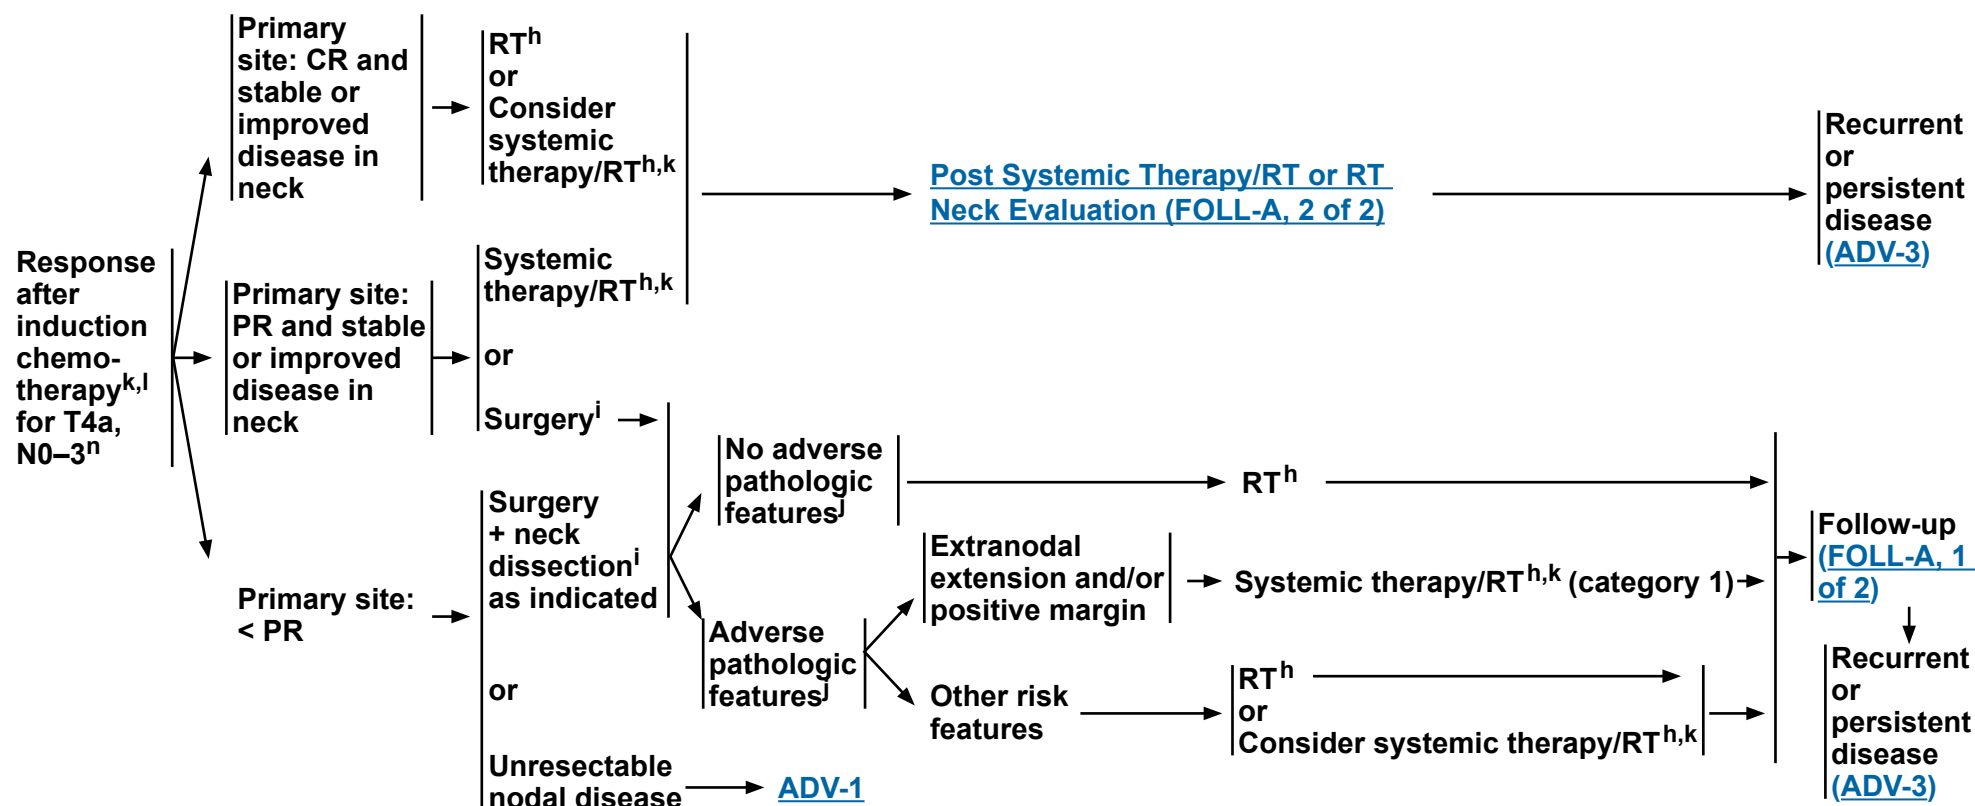 Response
after
induction
chemo-
therapyk,l
for T4a,
N0–3n
Primary
site: CR and
stable or
improved
disease in
neck
RTh
or
Consider
systemic
therapy/RTh,k
Primary site:
PR and stable
or improved
disease in
neck
Systemic
therapy/RTh,k
or
Surgeryi
Post Systemic Therapy/RT or RT
Neck Evaluation (FOLL-A, 2 of 2)
Recurrent
or
persistent
disease
(ADV-3)
Primary site:
< PR
Surgery
+ neck
dissectioni
as indicated
or
Unresectable
nodal disease
ADV-1
No adverse
pathologic
featuresj
RTh
Adverse
pathologic
featuresj
Extranodal
extension and/or
positive margin
Systemic therapy/RTh,k (category 1)
Other risk
features
RTh
or
Consider systemic therapy/RTh,k
Follow-up
(FOLL-A, 1
of 2)
Recurrent
or
persistent
disease
(ADV-3)